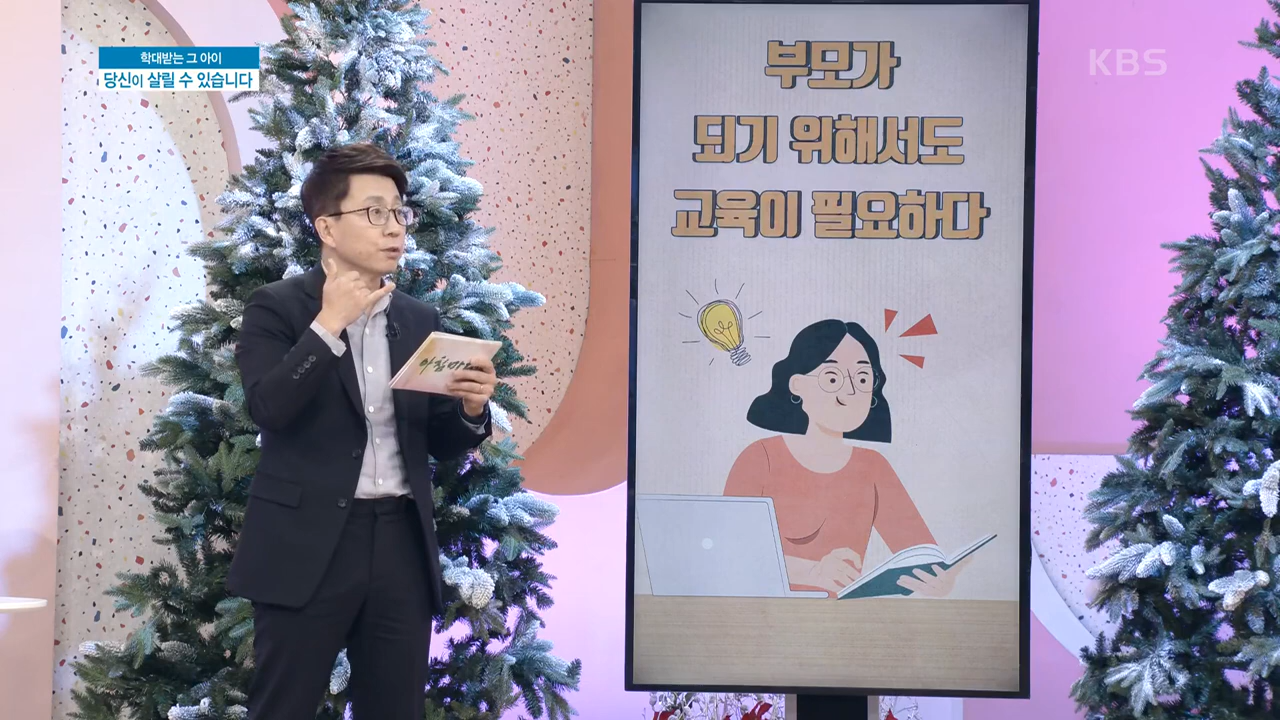 학대받는 그 아이
당신이 살릴 수 있습니다
KBS
부모가
되기 위해서도
교육이 필요하다